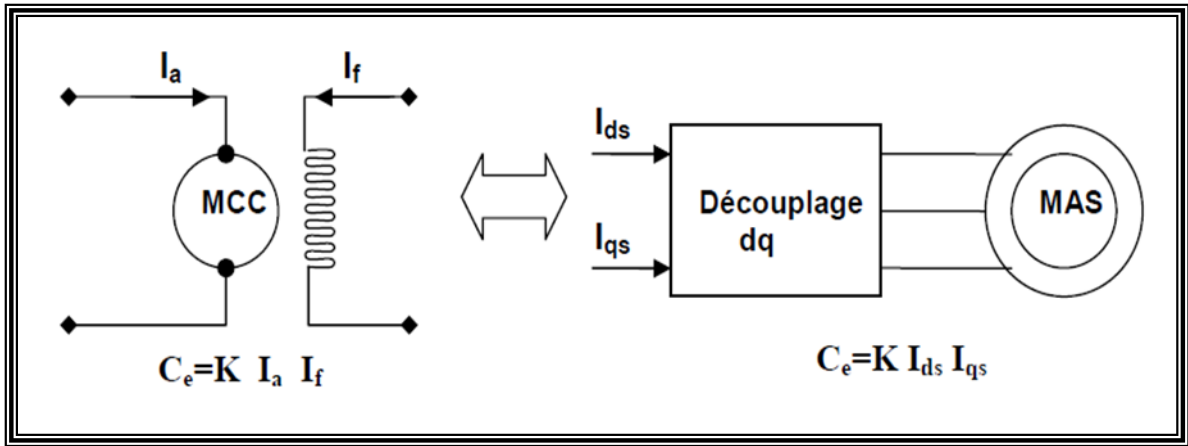 Ia
If
MCC
Ce=K Ia If
Ids
Iqs
Découplage
dq
MAS
Ce=K Ids Iqs